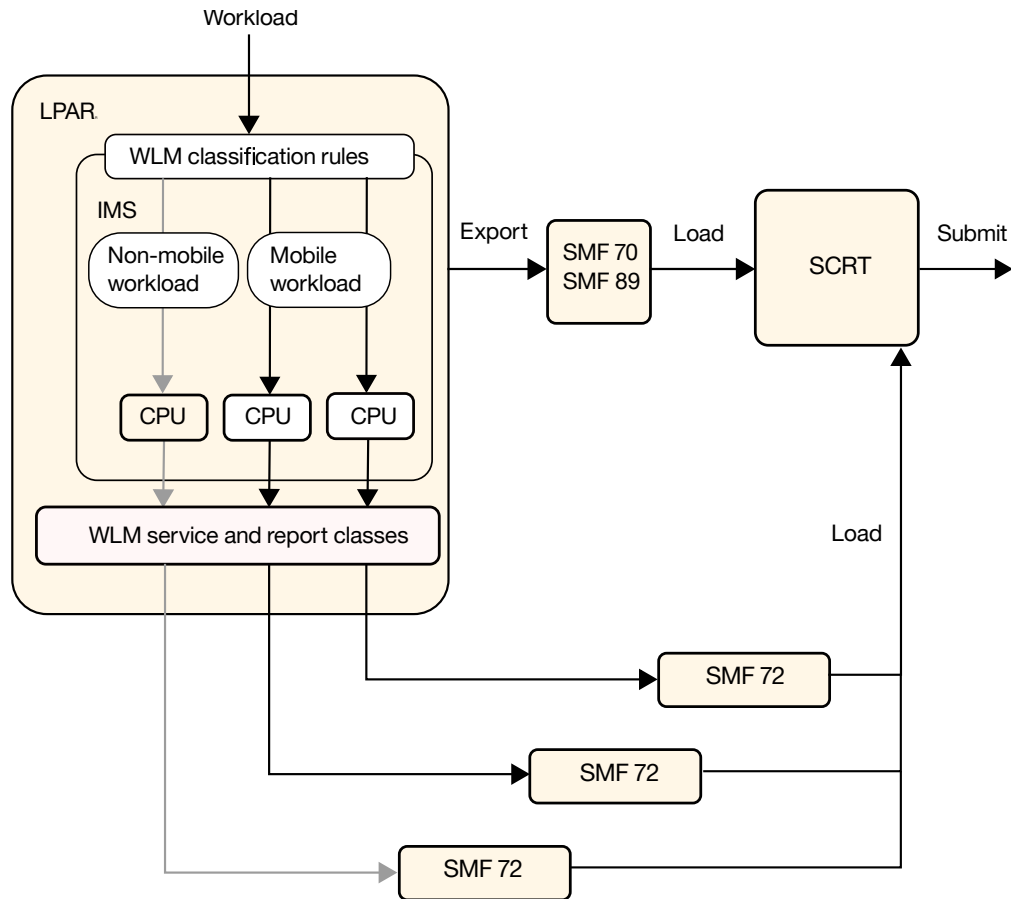 Workload
LPAR
WLM classification rules
IMS
Non-mobile
workload
Mobile
workload
CPU
CPU
CPU
WLM service and report classes
Export
SMF 70
SMF 89
Load
SCRT
Submit
Load
SMF 72
SMF 72
SMF 72